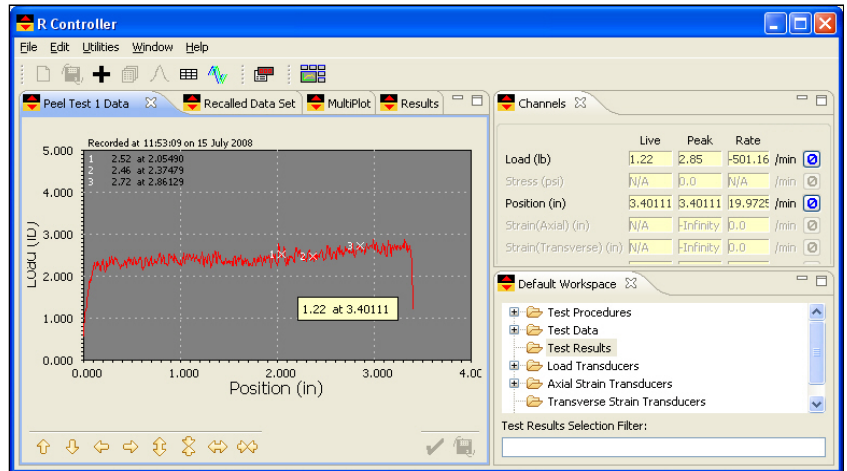 R Controller
File Edit Utilities Window Help
Peel Test 1 Data Recalled Data Set MultiPlot Results
Recorded at 11:53:09 on 15 July 2008
1 2.52 at 2.05490
2 2.46 at 2.37479
3 2.72 at 2.86129
5.000
4.000
3.000
2.000
1.000
0.000
Load (lb)
1 2 3
1.22 at 3.40111
0.000 1.000 2.000 3.000 4.00
Position (in)
Channels
Live Peak Rate
Load (lb) 1.22 2.85 -501.16 /min
Stress (psi) N/A 0.0 N/A /min
Position (in) 3.40111 3.40111 19.9725 /min
Strain(Axial) (in) N/A -Infinity 0.0 /min
Strain(Transverse) (in) N/A -Infinity 0.0 /min
Default Workspace
Test Procedures
Test Data
Test Results
Load Transducers
Axial Strain Transducers
Transverse Strain Transducers
Test Results Selection Filter: